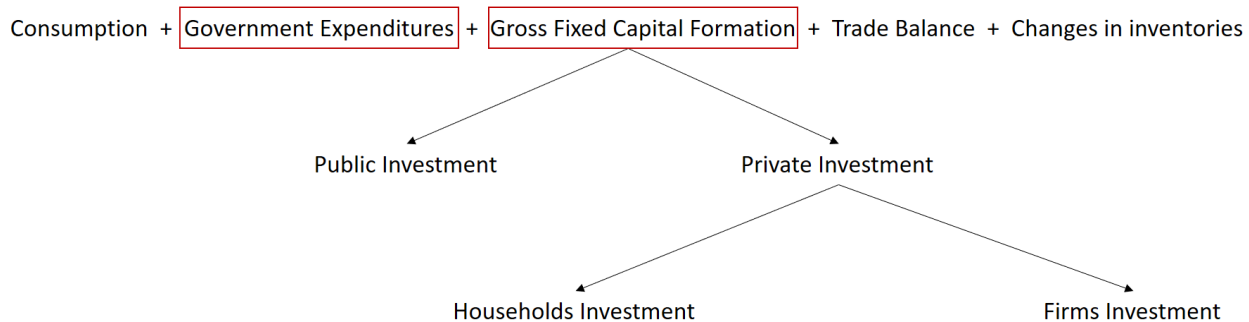 Consumption + Government Expenditures + Gross Fixed Capital Formation + Trade Balance + Changes in inventories
Public Investment Private Investment
Households Investment Firms Investment